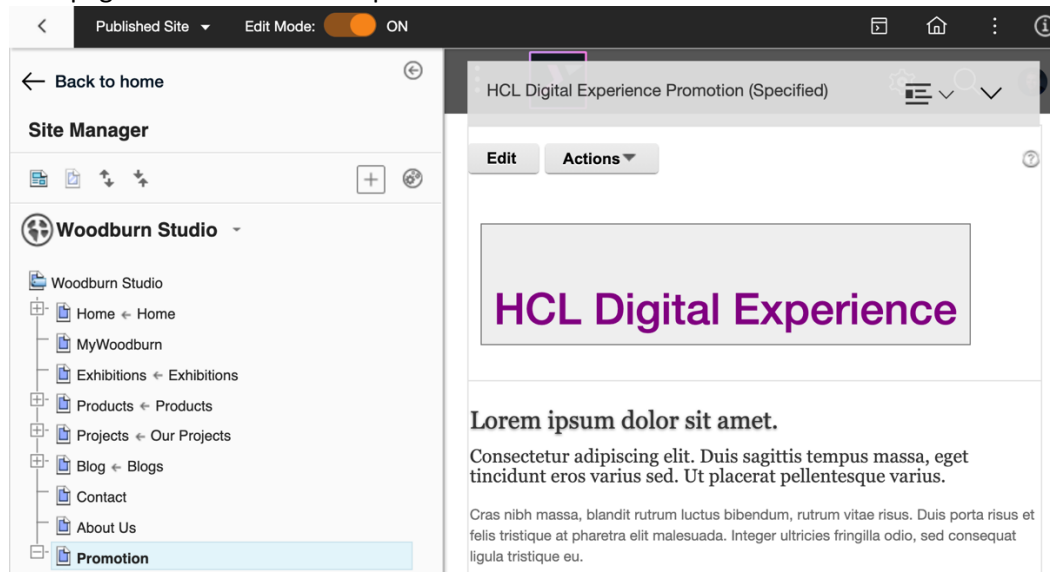 Published Site
Edit Mode: ON
Back to home
Site Manager
Woodburn Studio
Woodburn Studio
Home ← Home
MyWoodburn
Exhibitions ← Exhibitions
Products ← Products
Projects ← Our Projects
Blog ← Blogs
Contact
About Us
Promotion
HCL Digital Experience Promotion (Specified)
Edit
Actions
HCL Digital Experience
Lorem ipsum dolor sit amet.
Consectetur adipiscing elit. Duis sagittis tempus massa, eget
tincidunt eros varius sed. Ut placerat pellentesque varius.
Cras nibh massa, blandit rutrum luctus bibendum, rutrum vitae risus. Duis porta risus et
felis tristique at pharetra elit malesuada. Integer ultricies fringilla odio, sed consequat
ligula tristique eu.